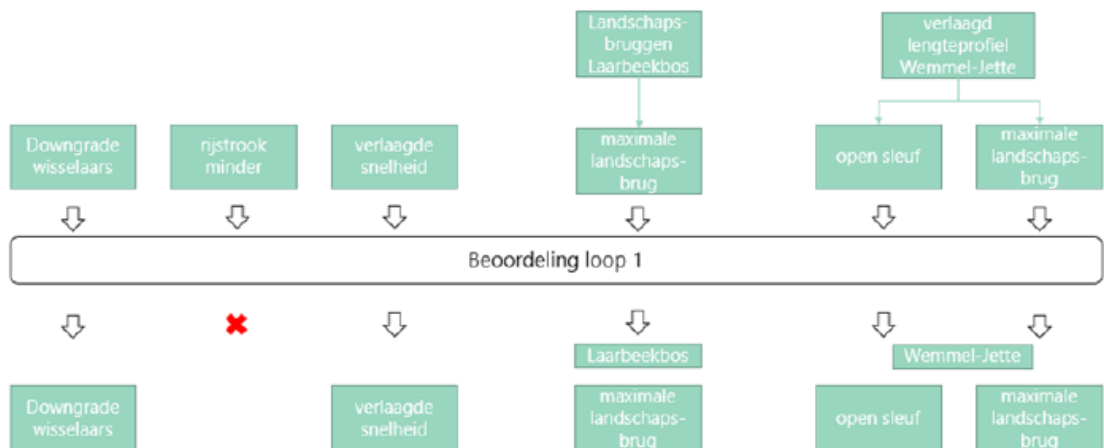 Landschaps-
bruggen
Laarbeekbos
verlaagd
lengteprofiel
Wemmel-Jette
Downgrade
wisselaars
rijstrook
minder
verlaagde
snelheid
maximale
landschaps-
brug
open sleuf
maximale
landschaps-
brug
Beoordeling loop 1
Laarbeekbos
Wemmel-Jette
Downgrade
wisselaars
verlaagde
snelheid
maximale
landschaps-
brug
open sleuf
maximale
landschaps-
brug